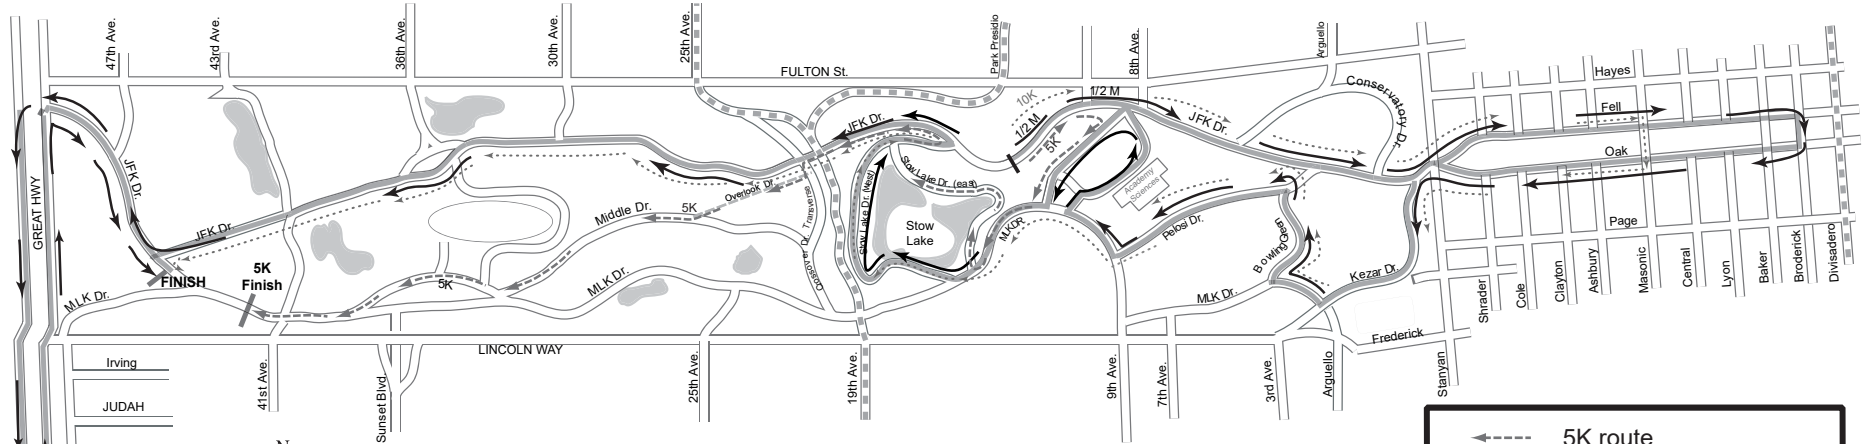 47th Ave.
43rd Ave.
36th Ave.
30th Ave.
25th Ave.
Park Presidio
8th Ave.
Arguello
FULTON St.
Hayes
Conservatory Dr.
10K
1/2 M
1/2 M
5K
JFK Dr.
JFK Dr.
Fell
Oak
JFK Dr.
JFK Dr.
GREAT HWY
Stow Lake Dr. (east)
Stow Lake Dr. (West)
Stow
Lake
Academy
Sciences
Overlook Dr.
Crossover Dr. Transverse
Middle Dr.
5K
MLK DR
Pelosi Dr.
Bowling Green
Page
Kezar Dr.
FINISH
5K
Finish
5K
MLK Dr.
MLK Dr.
MLK Dr.
Shrader
Cole
Clayton
Ashbury
Masonic
Central
Lyon
Baker
Broderick
Divisadero
LINCOLN WAY
Frederick
Irving
JUDAH
41st Ave.
Sunset Blvd.
25th Ave.
19th Ave.
9th Ave.
7th Ave.
3rd Ave.
Arguello
Stanyan
N
5K route